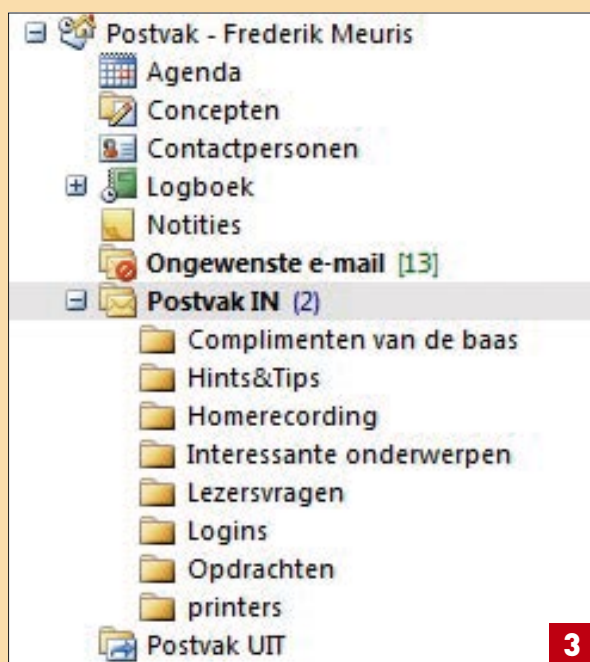 Postvak - Frederik Meuris
Agenda
Concepten
Contactpersonen
Logboek
Notities
Ongewenste e-mail [13]
Postvak IN (2)
Complimenten van de baas
Hints&Tips
Homerecording
Interessante onderwerpen
Lezersvragen
Logins
Opdrachten
printers
Postvak UIT
3